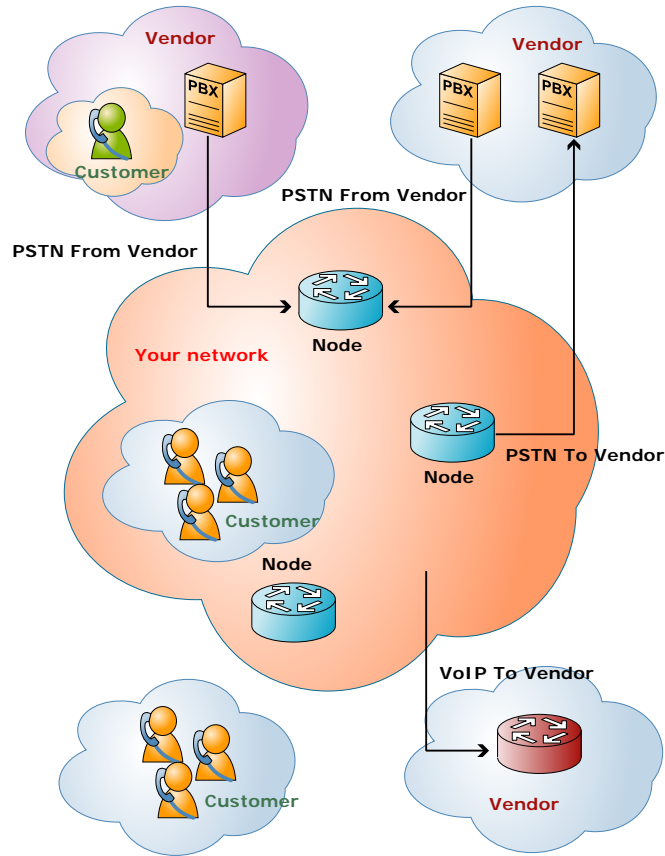 Vendor
PBX
Customer
Vendor
PBX
PBX
PSTN From Vendor
PSTN From Vendor
Node
Your network
Node
PSTN To Vendor
Customer
Node
VoIP To Vendor
Customer
Vendor